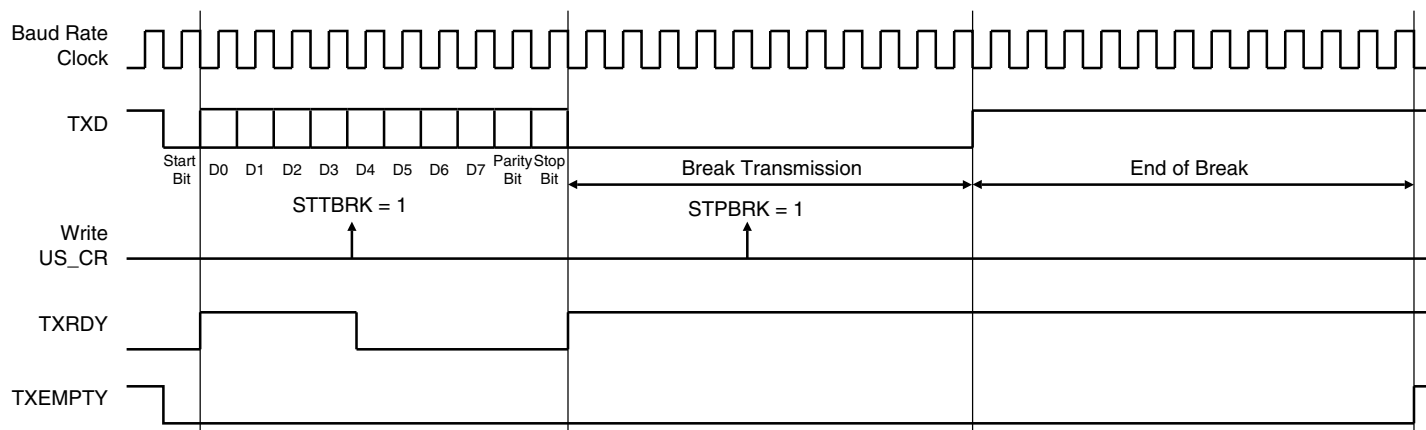 Baud Rate
Clock
TXD
Start
Bit
D0 D1 D2 D3 D4 D5 D6 D7
Parity
Bit
Stop
Bit
Break Transmission
End of Break
STTBRK = 1
STPBRK = 1
Write
US_CR
TXRDY
TXEMPTY